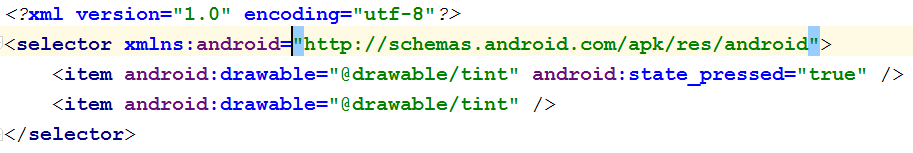 <?xml version="1.0" encoding="utf-8"?>
<selector xmlns:android="http://schemas.android.com/apk/res/android">
    <item android:drawable="@drawable/tint" android:state_pressed="true" />
    <item android:drawable="@drawable/tint" />
</selector>